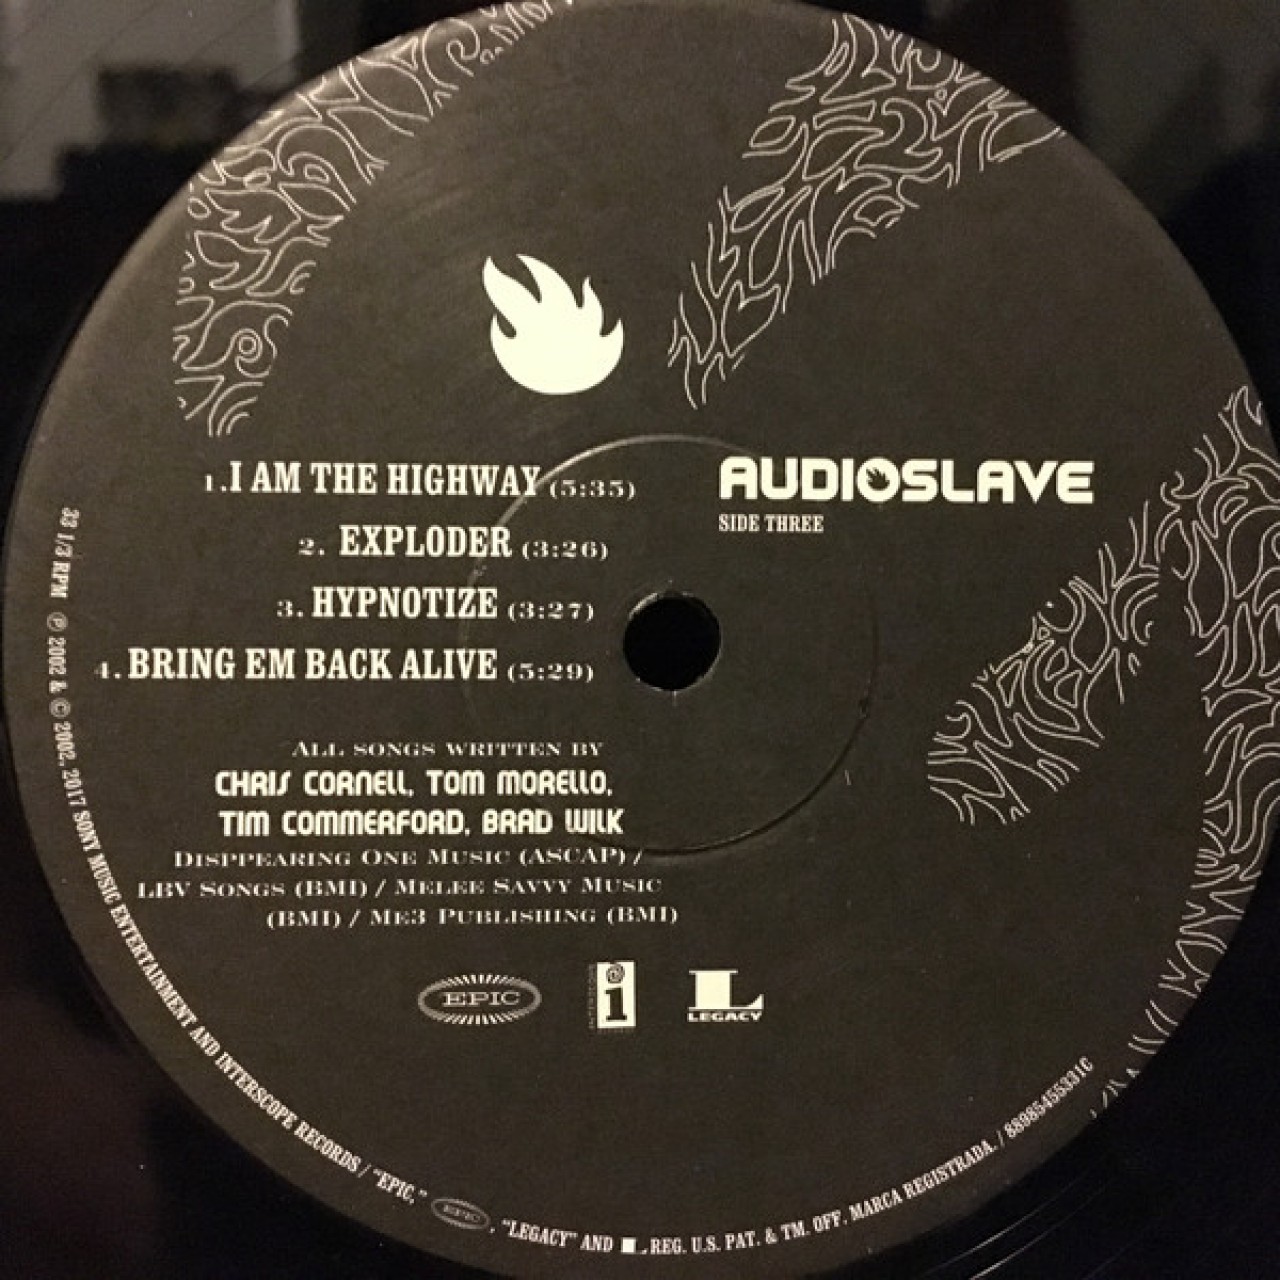 AUDIOSLAVE
SIDE THREE
1. I AM THE HIGHWAY (5:35)
2. EXPLODER (3:26)
3. HYPNOTIZE (3:27)
4. BRING EM BACK ALIVE (5:29)
ALL SONGS WRITTEN BY
CHRIS CORNELL, TOM MORELLO,
TIM COMMERFORD, BRAD WILK
DISPPEARING ONE MUSIC (ASCAP) /
LBV SONGS (BMI) / MELEE SAVVY MUSIC
(BMI) / ME3 PUBLISHING (BMI)
EPIC
i
L
LEGACY
33 1/3 RPM ℗ 2002 & © 2002, 2017 SONY MUSIC ENTERTAINMENT AND INTERSCOPE RECORDS / "EPIC," EPIC, "LEGACY" AND L REG. U.S. PAT. & TM. OFF. MARCA REGISTRADA. / 88985455331C